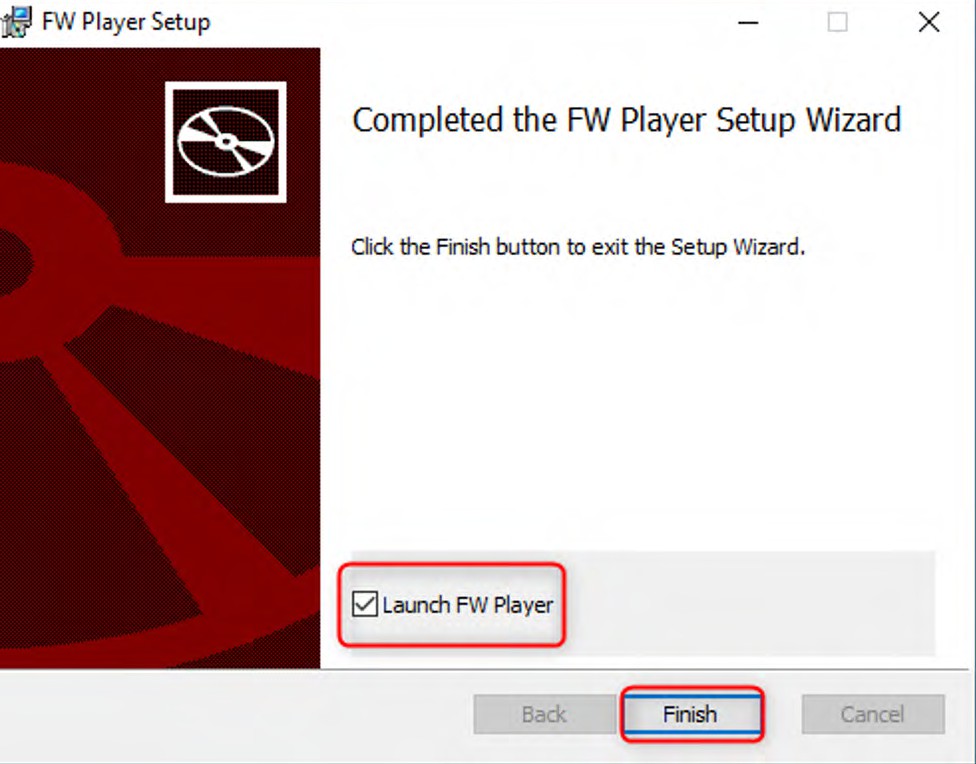 FW Player Setup
Completed the FW Player Setup Wizard
Click the Finish button to exit the Setup Wizard.
Launch FW Player
Back
Finish
Cancel